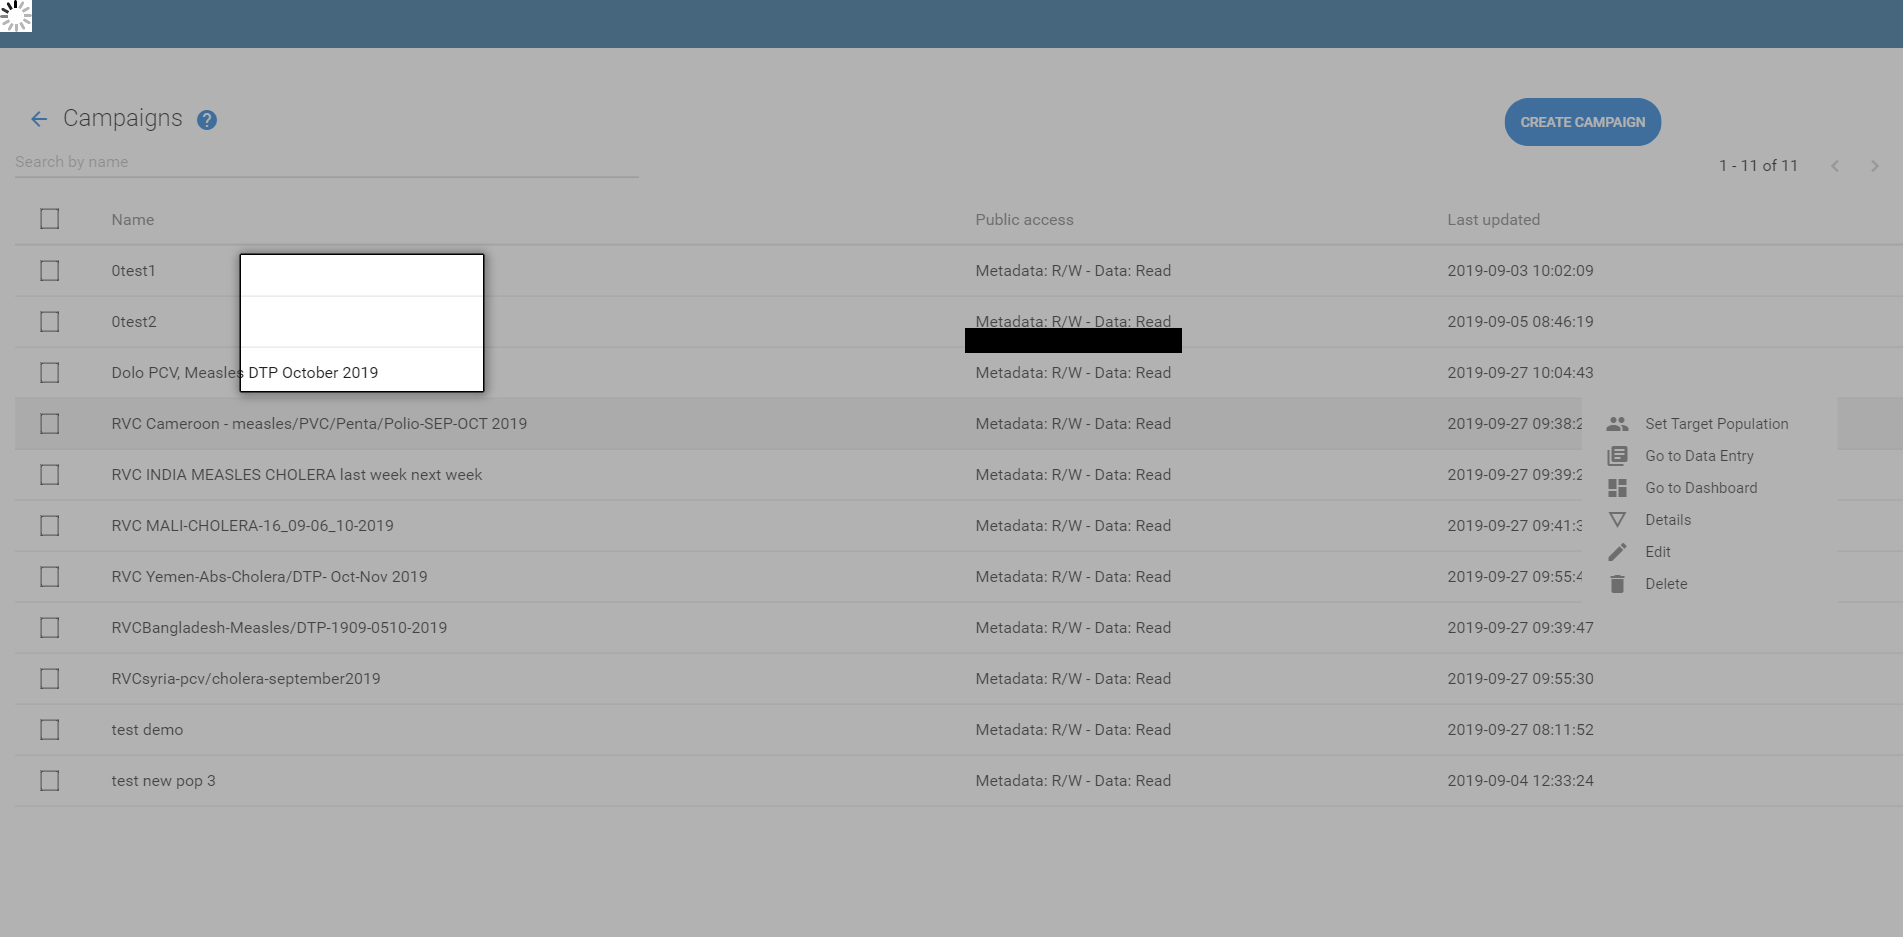 Campaigns ?
CREATE CAMPAIGN
Search by name
1 - 11 of 11
Name Public access Last updated
0test1 Metadata: R/W - Data: Read 2019-09-03 10:02:09
0test2 Metadata: R/W - Data: Read 2019-09-05 08:46:19
Dolo PCV, Measles DTP October 2019 Metadata: R/W - Data: Read 2019-09-27 10:04:43
RVC Cameroon - measles/PVC/Penta/Polio-SEP-OCT 2019 Metadata: R/W - Data: Read 2019-09-27 09:38:2
RVC INDIA MEASLES CHOLERA last week next week Metadata: R/W - Data: Read 2019-09-27 09:39:2
RVC MALI-CHOLERA-16_09-06_10-2019 Metadata: R/W - Data: Read 2019-09-27 09:41:3
RVC Yemen-Abs-Cholera/DTP- Oct-Nov 2019 Metadata: R/W - Data: Read 2019-09-27 09:55:4
RVCBangladesh-Measles/DTP-1909-0510-2019 Metadata: R/W - Data: Read 2019-09-27 09:39:47
RVCsyria-pcv/cholera-september2019 Metadata: R/W - Data: Read 2019-09-27 09:55:30
test demo Metadata: R/W - Data: Read 2019-09-27 08:11:52
test new pop 3 Metadata: R/W - Data: Read 2019-09-04 12:33:24
Set Target Population
Go to Data Entry
Go to Dashboard
Details
Edit
Delete